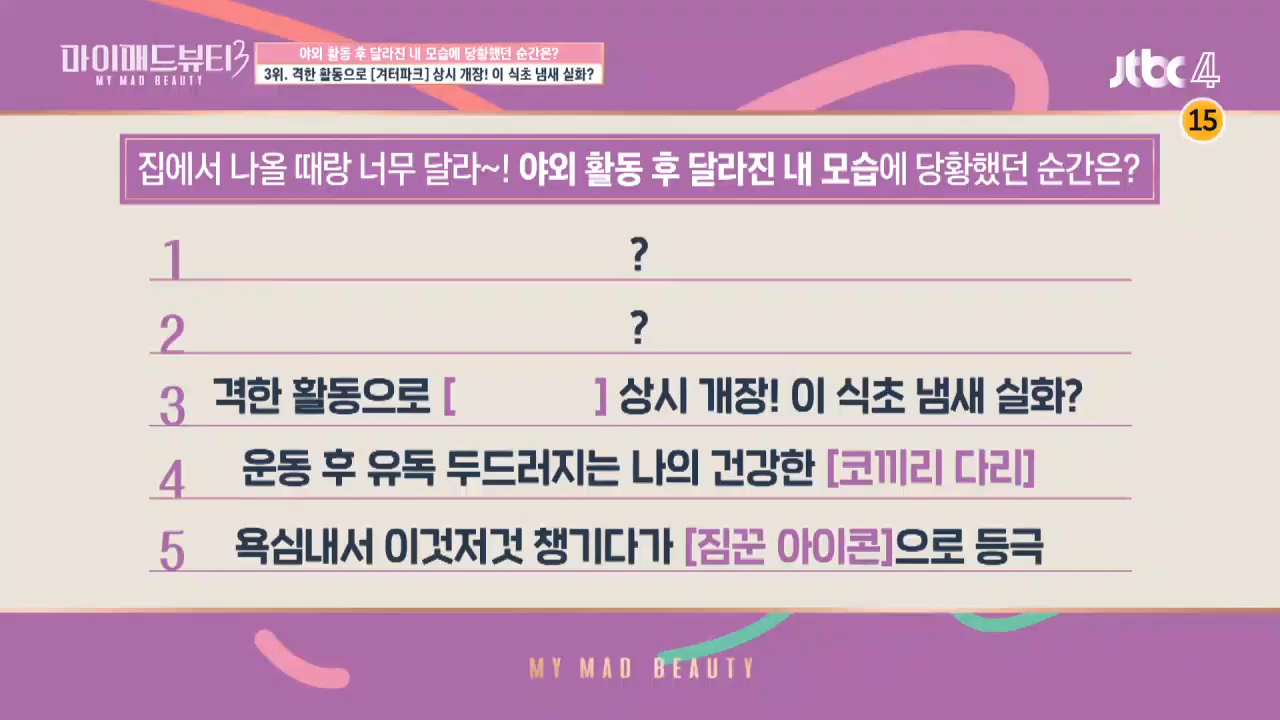 마이매드뷰티3
MY MAD BEAUTY
야외 활동 후 달라진 내 모습에 당황했던 순간은?
3위. 격한 활동으로 [겨터파크] 상시 개장! 이 식초 냄새 실화?
jtbc 4
15
집에서 나올 때랑 너무 달라~! 야외 활동 후 달라진 내 모습에 당황했던 순간은?
1 ?
2 ?
3 격한 활동으로 [ ] 상시 개장! 이 식초 냄새 실화?
4 운동 후 유독 두드러지는 나의 건강한 [코끼리 다리]
5 욕심내서 이것저것 챙기다가 [짐꾼 아이콘]으로 등극
MY MAD BEAUTY